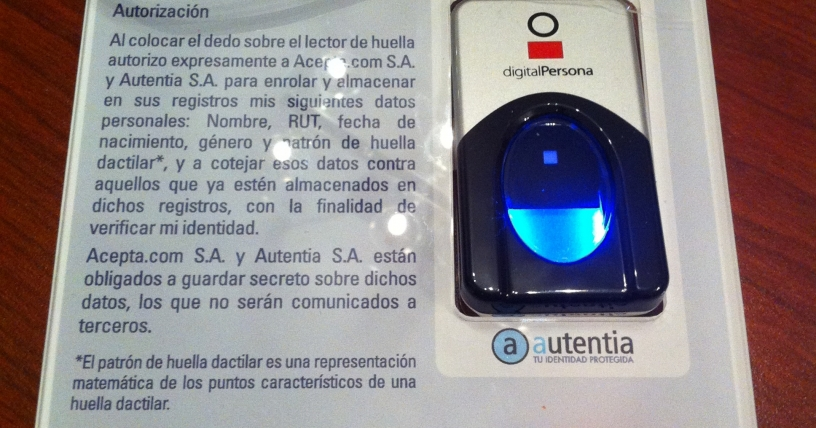 Autorización
Al colocar el dedo sobre el lector de huella
autorizo expresamente a Acepta.com S.A.
y Autentia S.A. para enrolar y almacenar
en sus registros mis siguientes datos
personales: Nombre, RUT, fecha de
nacimiento, género y patrón de huella
dactilar*, y a cotejar esos datos contra
aquellos que ya estén almacenados en
dichos registros, con la finalidad de
verificar mi identidad.
Acepta.com S.A. y Autentia S.A. están
obligados a guardar secreto sobre dichos
datos, los que no serán comunicados a
terceros.
*El patrón de huella dactilar es una representación
matemática de los puntos característicos de una
huella dactilar.
digitalPersona
a autentia
TU IDENTIDAD PROTEGIDA